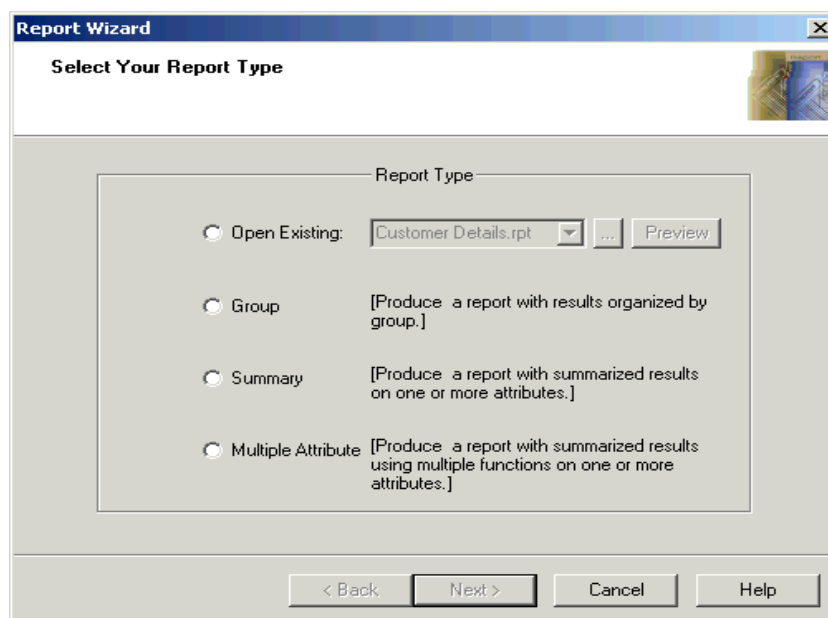 Report Wizard
Select Your Report Type
Report Type
Open Existing: Customer Details.rpt ... Preview
Group [Produce a report with results organized by
group.]
Summary [Produce a report with summarized results
on one or more attributes.]
Multiple Attribute [Produce a report with summarized results
using multiple functions on one or more
attributes.]
< Back Next > Cancel Help